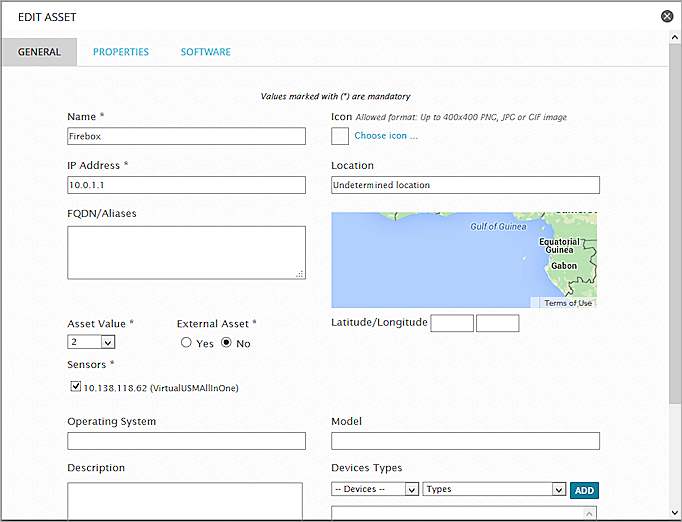 EDIT ASSET
GENERAL
PROPERTIES
SOFTWARE
Values marked with (*) are mandatory
Name *
Firebox
Icon Allowed format: Up to 400x400 PNG, JPG or GIF image
Choose icon ...
IP Address *
10.0.1.1
Location
Undetermined location
FQDN/Aliases
Gulf of Guinea
Equatorial
Guinea
Gabon
Terms of Use
Asset Value *
2
External Asset *
Yes
No
Latitude/Longitude
Sensors *
10.138.118.62 (VirtualUSMAllInOne)
Operating System
Model
Description
Devices Types
-- Devices --
Types
ADD